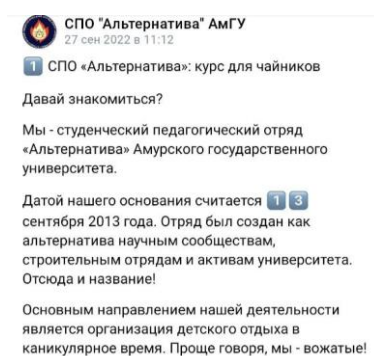 СПО "Альтернатива" АмГУ
27 сен 2022 в 11:12
1️⃣ СПО «Альтернатива»: курс для чайников
Давай знакомиться?
Мы - студенческий педагогический отряд
«Альтернатива» Амурского государственного
университета.
Датой нашего основания считается 1️⃣3️⃣
сентября 2013 года. Отряд был создан как
альтернатива научным сообществам,
строительным отрядам и активам университета.
Отсюда и название!
Основным направлением нашей деятельности
является организация детского отдыха в
каникулярное время. Проще говоря, мы - вожатые!